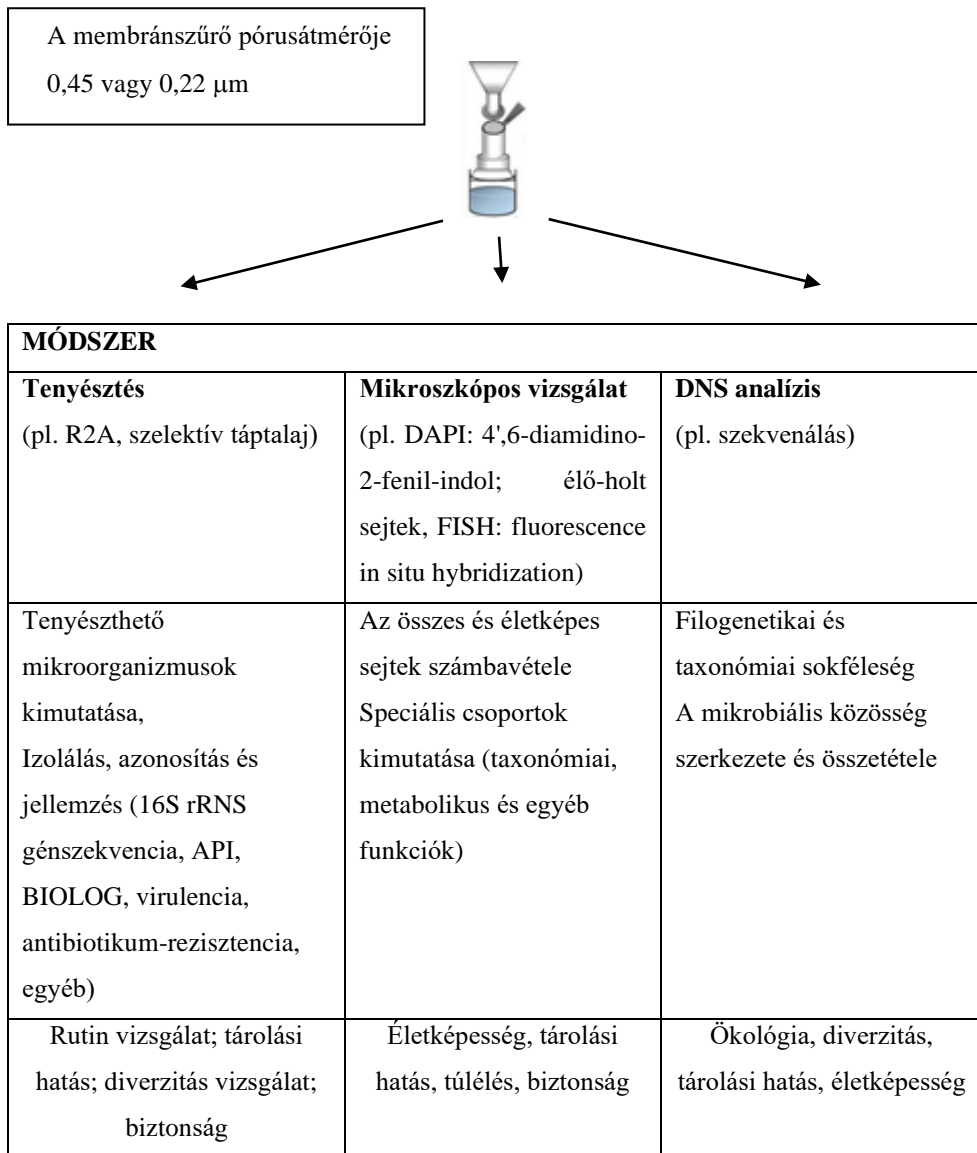 A membránszűrő pórusátmérője
0,45 vagy 0,22 µm
MÓDSZER
Tenyésztés
(pl. R2A, szelektív táptalaj)
Mikroszkópos vizsgálat
(pl. DAPI: 4',6-diamidino-
2-fenil-indol; élő-holt
sejtek, FISH: fluorescence
in situ hybridization)
DNS analízis
(pl. szekvenálás)
Tenyészthető
mikroorganizmusok
kimutatása,
Izolálás, azonosítás és
jellemzés (16S rRNS
génszekvencia, API,
BIOLOG, virulencia,
antibiotikum-rezisztencia,
egyéb)
Az összes és életképes
sejtek számbavétele
Speciális csoportok
kimutatása (taxonómiai,
metabolikus és egyéb
funkciók)
Filogenetikai és
taxonómiai sokféleség
A mikrobiális közösség
szerkezete és összetétele
Rutin vizsgálat; tárolási
hatás; diverzitás vizsgálat;
biztonság
Életképesség, tárolási
hatás, túlélés, biztonság
Ökológia, diverzitás,
tárolási hatás, életképesség